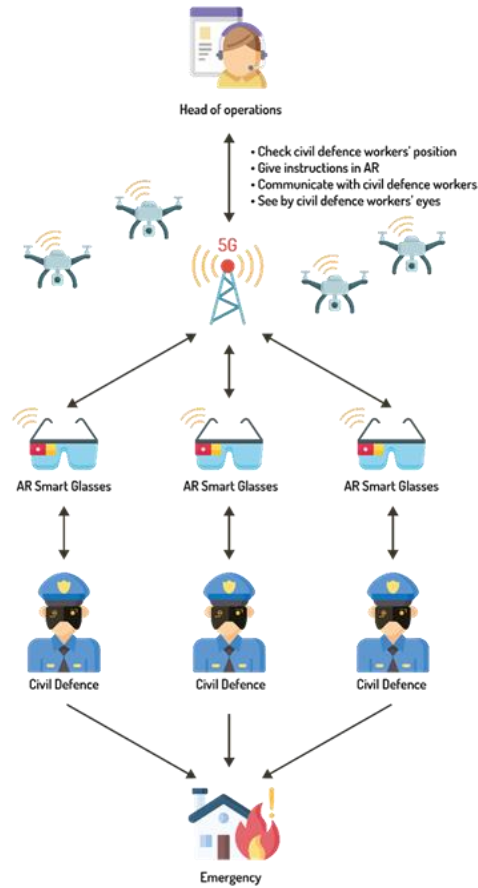 Head of operations
• Check civil defence workers' position
• Give instructions in AR
• Communicate with civil defence workers
• See by civil defence workers' eyes
5G
AR Smart Glasses
AR Smart Glasses
AR Smart Glasses
Civil Defence
Civil Defence
Civil Defence
Emergency